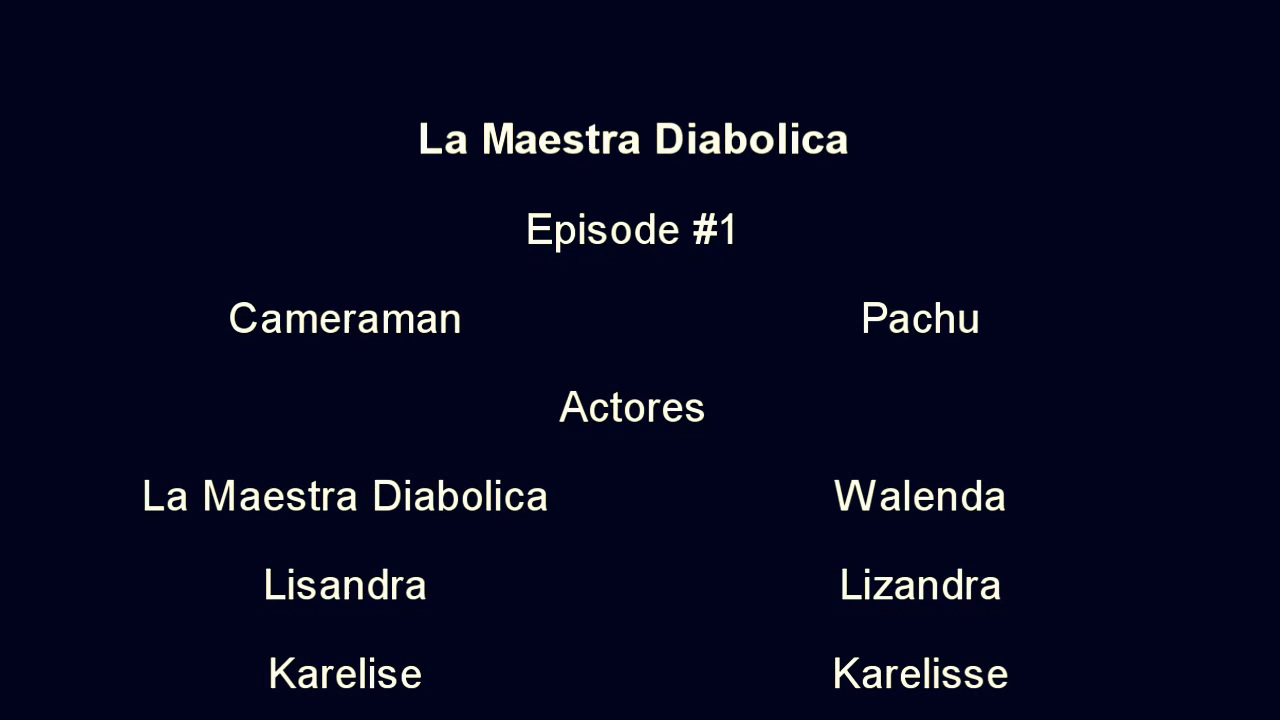 La Maestra Diabolica
Episode #1
Cameraman Pachu
Actores
La Maestra Diabolica Walenda
Lisandra Lizandra
Karelise Karelisse